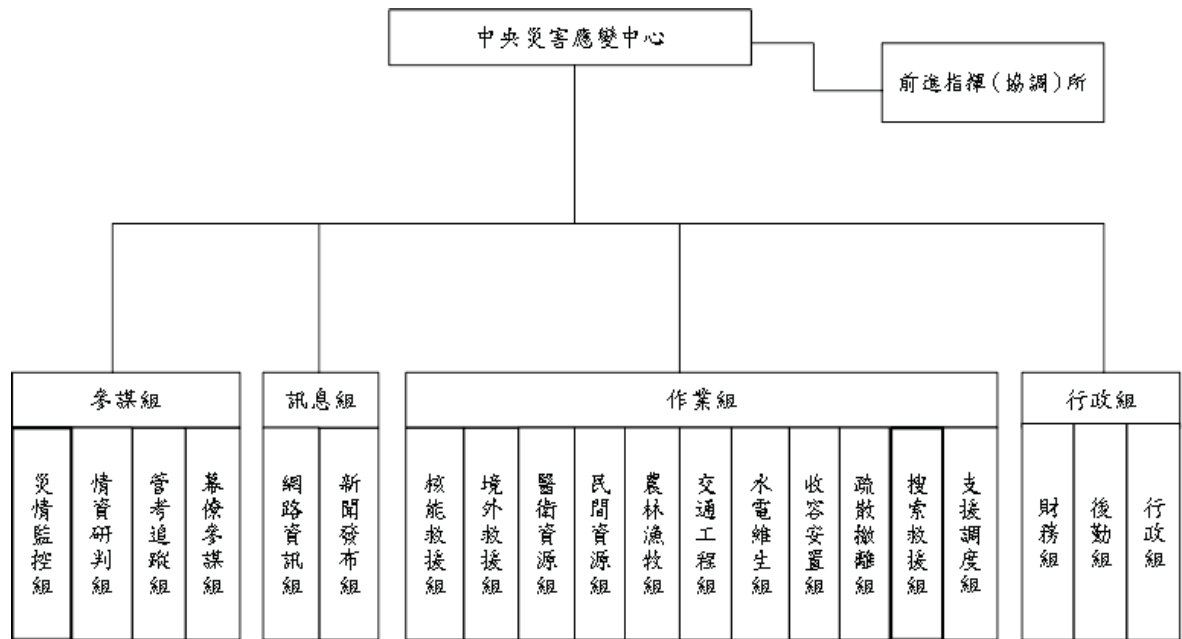 中央災害應變中心
前進指揮(協調)所
參謀組
訊息組
作業組
行政組
災情監控組
情資研判組
管考追蹤組
幕僚參謀組
網路資訊組
新聞發布組
核能救援組
境外救援組
醫衛資源組
民間資源組
農林漁牧組
交通工程組
水電維生組
收容安置組
疏散撤離組
搜索救援組
支援調度組
財務組
後勤組
行政組